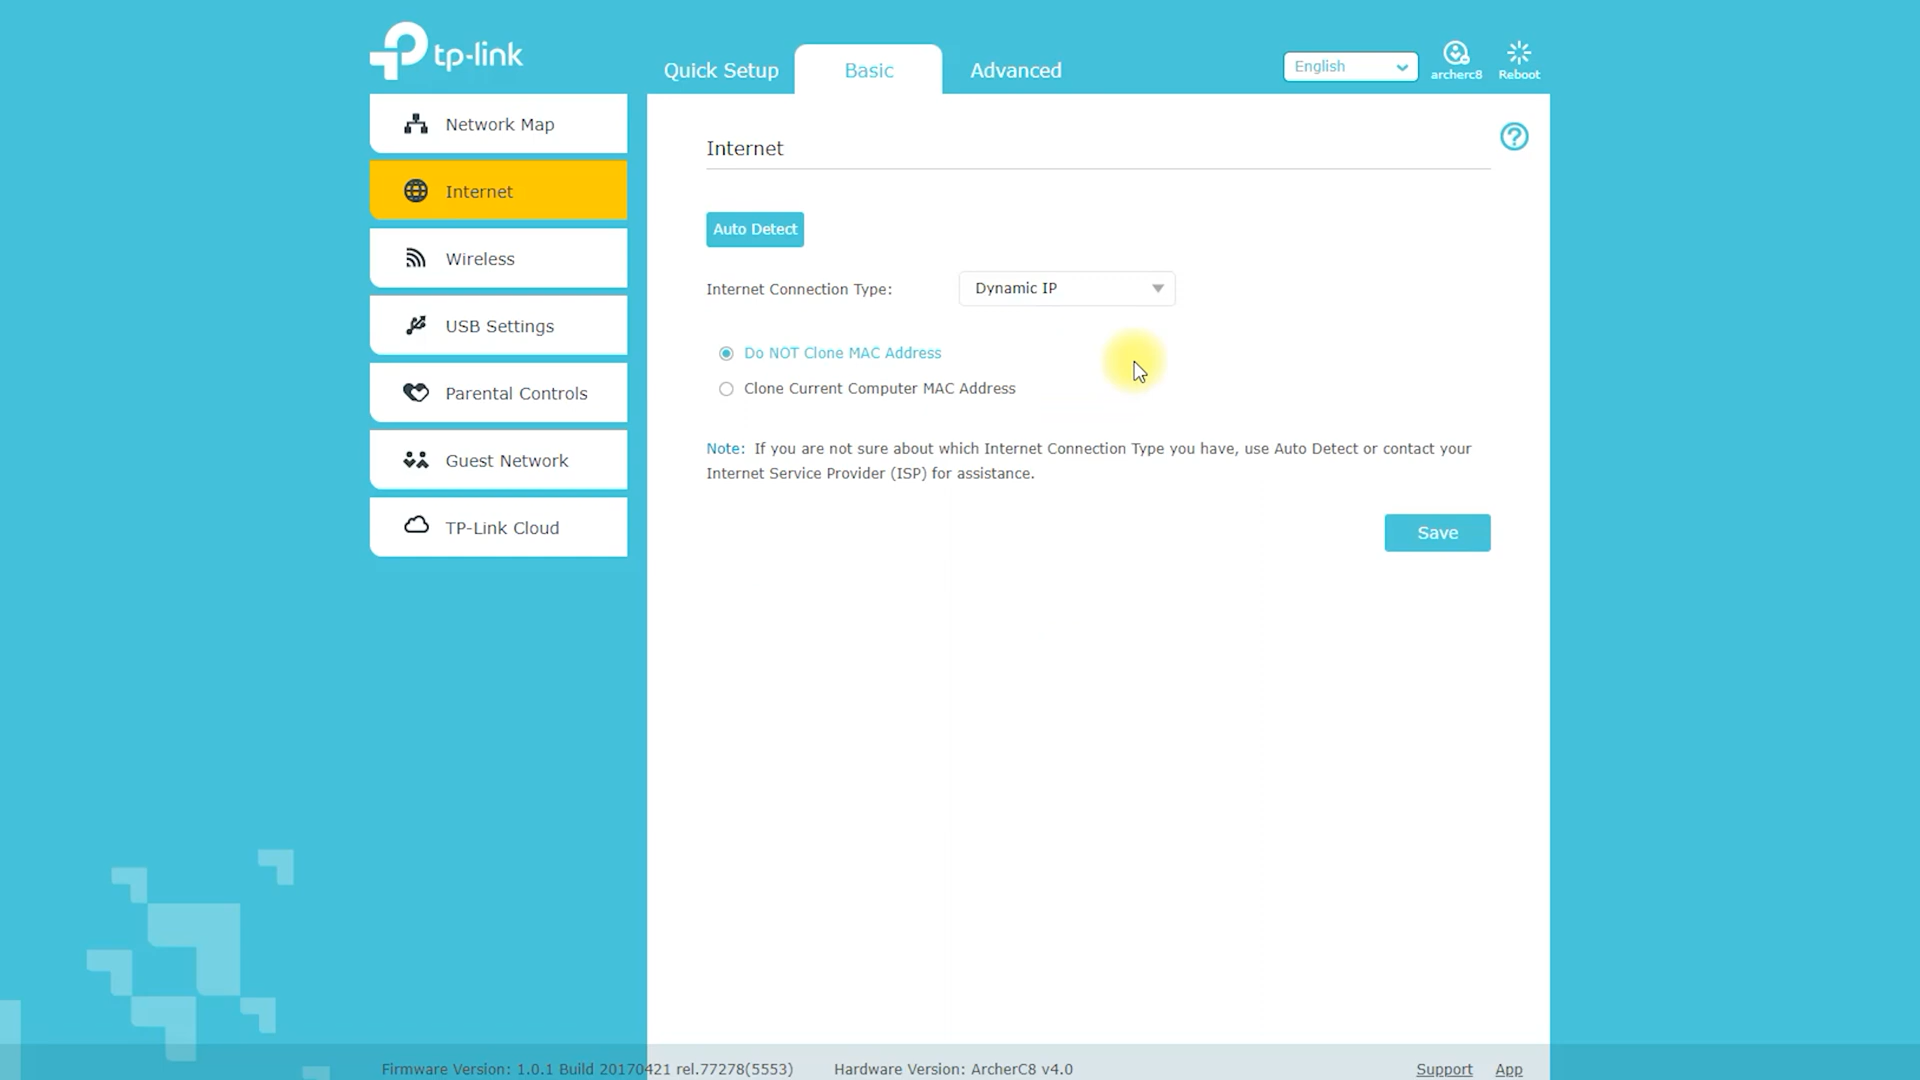 tp-link
Quick Setup
Basic
Advanced
English
archerc8
Reboot
Network Map
Internet
Wireless
USB Settings
Parental Controls
Guest Network
TP-Link Cloud
Internet
?
Auto Detect
Internet Connection Type:
Dynamic IP
Do NOT Clone MAC Address
Clone Current Computer MAC Address
Note: If you are not sure about which Internet Connection Type you have, use Auto Detect or contact your
Internet Service Provider (ISP) for assistance.
Save
Firmware Version: 1.0.1 Build 20170421 rel.77278(5553) Hardware Version: ArcherC8 v4.0 Support App